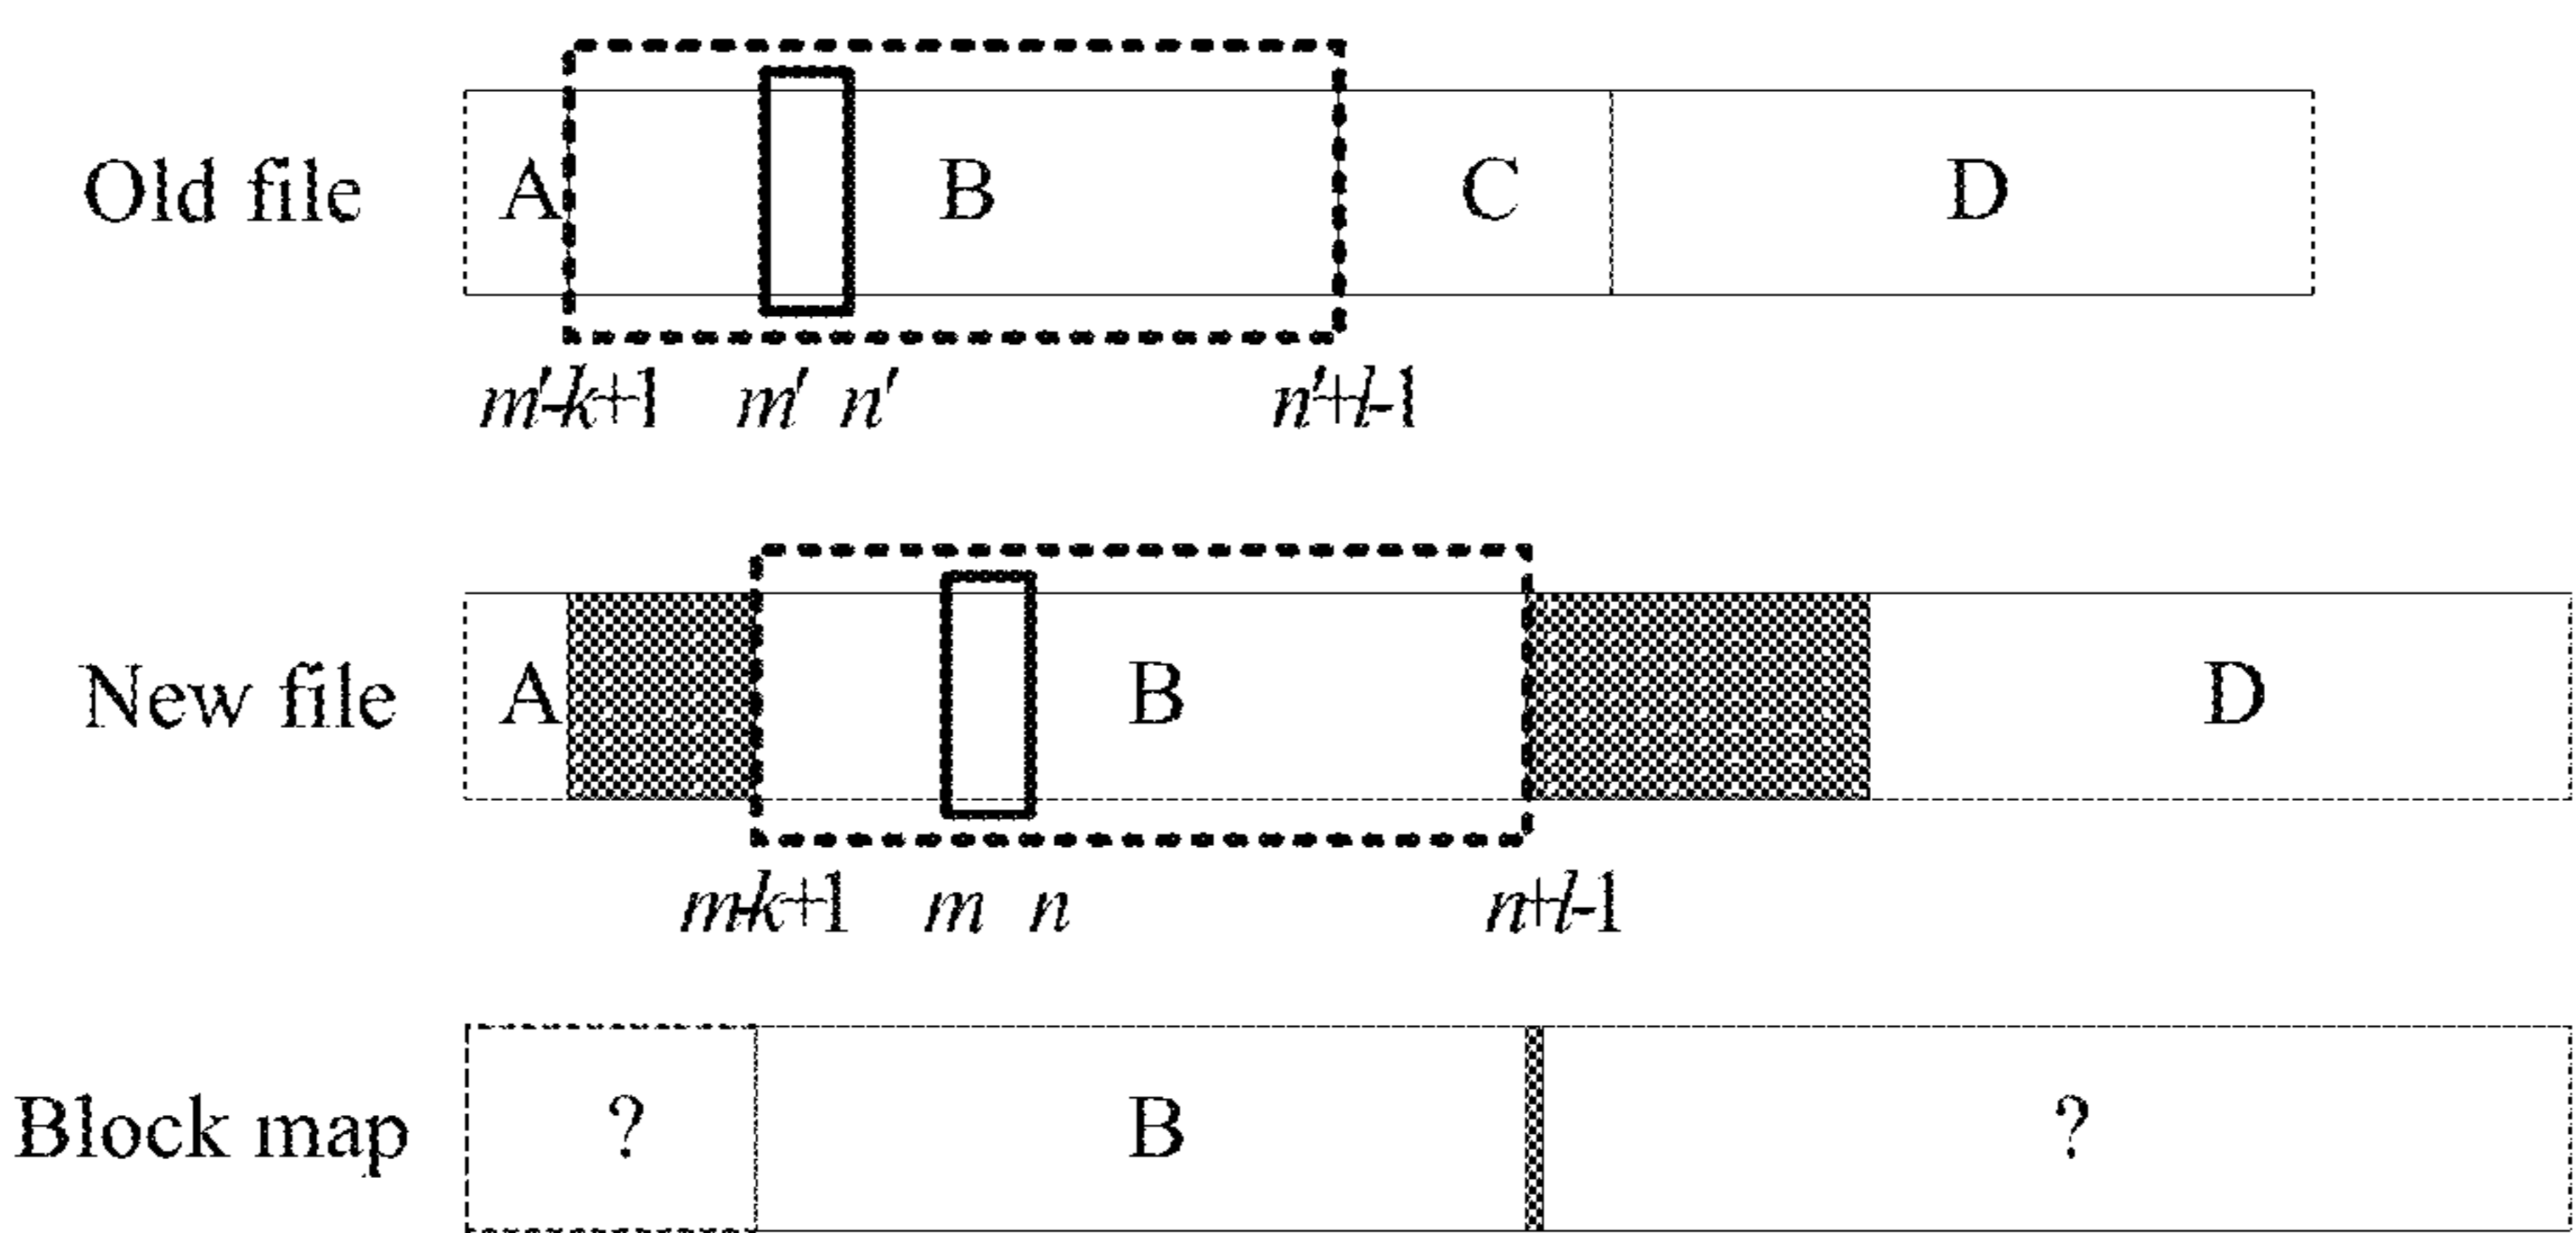 Old file A B C D
m'-k+1 m' n' n'+l-1
New file A B D
m-k+1 m n n+l-1
Block map ? B ?